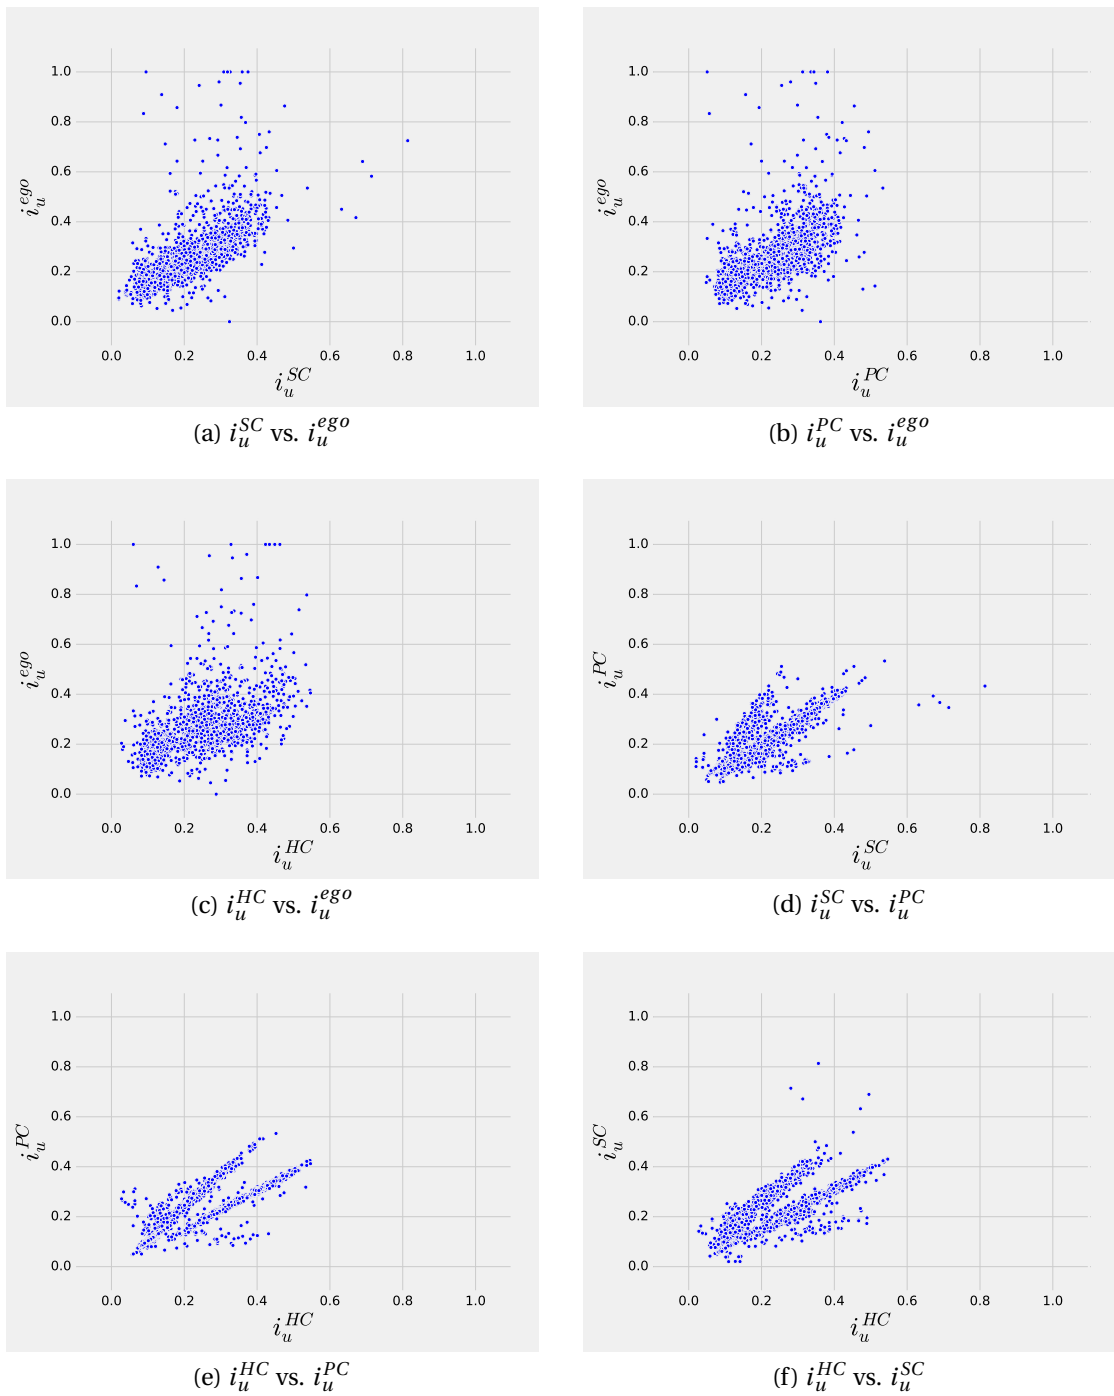 1.0 1.0
0.8 0.8
0.6 0.6
i_u^{ego} i_u^{ego}
0.4 0.4
0.2 0.2
0.0 0.0
0.0 0.2 0.4 0.6 0.8 1.0 0.0 0.2 0.4 0.6 0.8 1.0
i_u^{SC} i_u^{PC}
(a) i_u^{SC} vs. i_u^{ego} (b) i_u^{PC} vs. i_u^{ego}
1.0 1.0
0.8 0.8
0.6 0.6
i_u^{ego} i_u^{PC}
0.4 0.4
0.2 0.2
0.0 0.0
0.0 0.2 0.4 0.6 0.8 1.0 0.0 0.2 0.4 0.6 0.8 1.0
i_u^{HC} i_u^{SC}
(c) i_u^{HC} vs. i_u^{ego} (d) i_u^{SC} vs. i_u^{PC}
1.0 1.0
0.8 0.8
0.6 0.6
i_u^{PC} i_u^{SC}
0.4 0.4
0.2 0.2
0.0 0.0
0.0 0.2 0.4 0.6 0.8 1.0 0.0 0.2 0.4 0.6 0.8 1.0
i_u^{HC} i_u^{HC}
(e) i_u^{HC} vs. i_u^{PC} (f) i_u^{HC} vs. i_u^{SC}